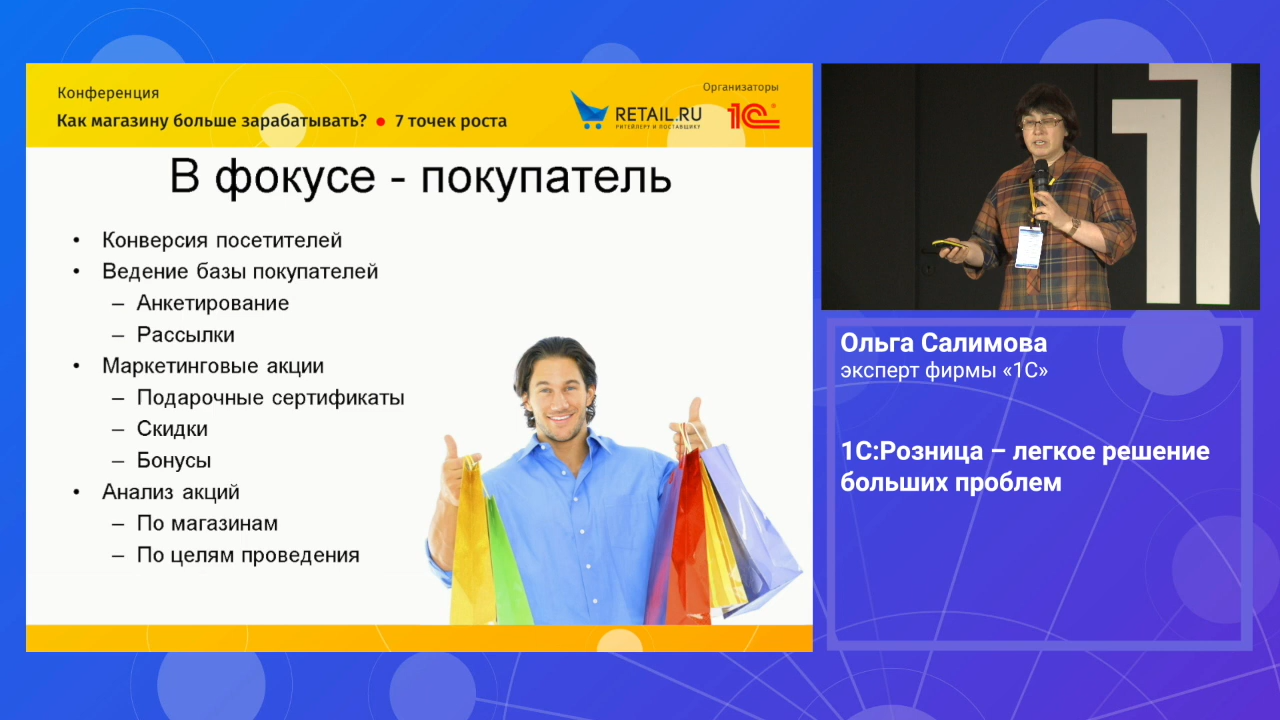 Конференция
Как магазину больше зарабатывать? • 7 точек роста
Организаторы
RETAIL.RU
РИТЕЙЛЕРУ И ПОСТАВЩИКУ
1С®
В фокусе - покупатель
• Конверсия посетителей
• Ведение базы покупателей
– Анкетирование
– Рассылки
• Маркетинговые акции
– Подарочные сертификаты
– Скидки
– Бонусы
• Анализ акций
– По магазинам
– По целям проведения
Ольга Салимова
эксперт фирмы «1С»
1С:Розница – легкое решение
больших проблем